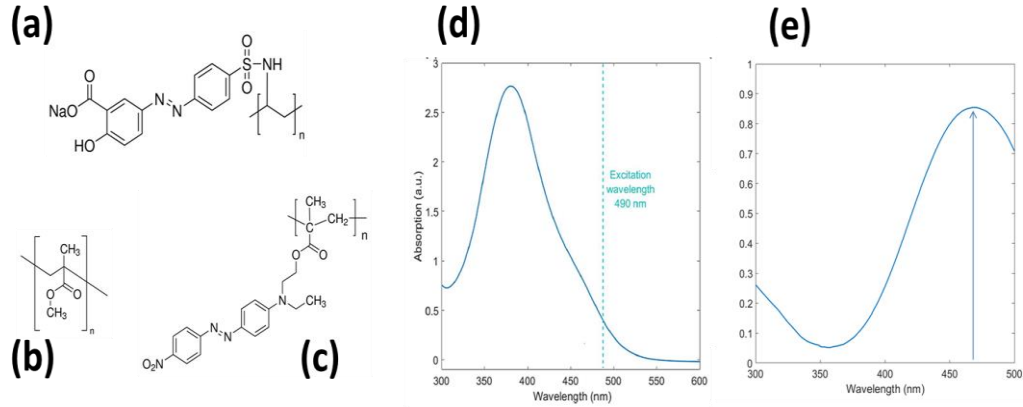 (a)
O
S
NH
O
O
NaO
N
N
HO
n
(b)
CH₃
O
O
CH₃
n
(c)
CH₃
C
CH₂
n
O
O
N
CH₃
N
N
O₂N
(d)
3
2.5
2
1.5
1
0.5
0
Absorption (a.u.)
Excitation
wavelength
490 nm
300 350 400 450 500 550 600
Wavelength (nm)
(e)
1
0.9
0.8
0.7
0.6
0.5
0.4
0.3
0.2
0.1
0
300 350 400 450 500
Wavelength (nm)